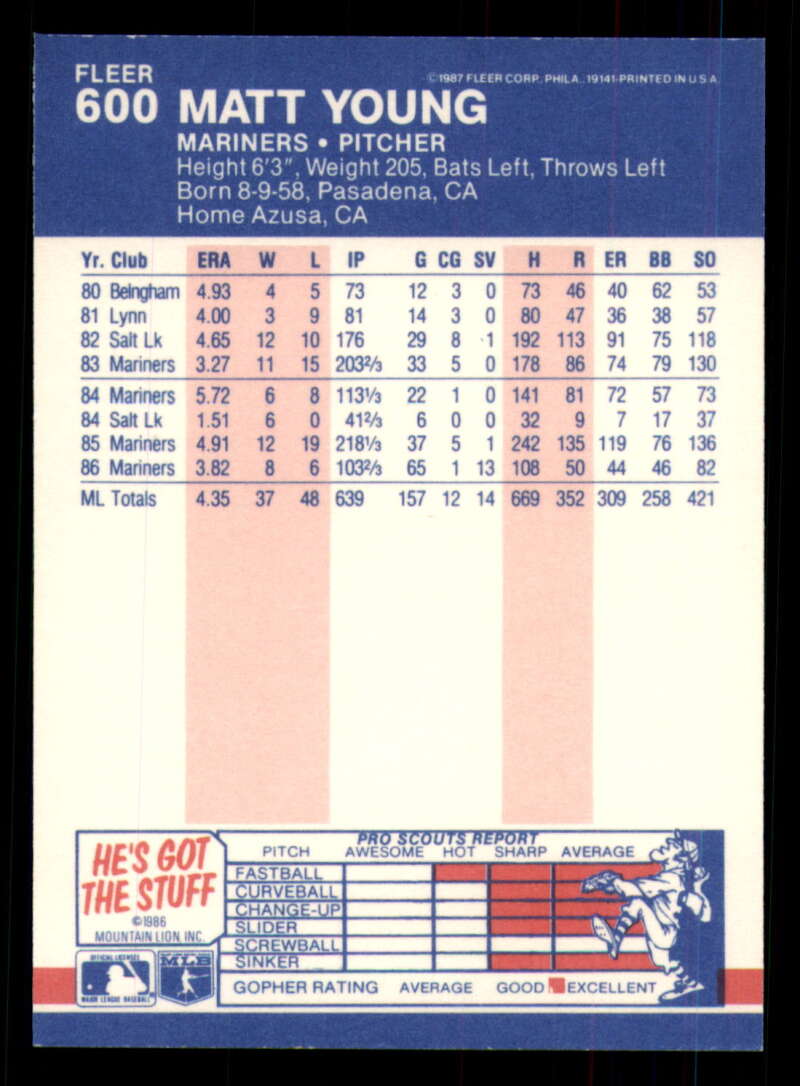 FLEER
©1987 FLEER CORP. PHILA., 19141-PRINTED IN U.S.A.
600 MATT YOUNG
MARINERS • PITCHER
Height 6'3", Weight 205, Bats Left, Throws Left
Born 8-9-58, Pasadena, CA
Home Azusa, CA
Yr. Club ERA W L IP G CG SV H R ER BB SO
80 Belngham 4.93 4 5 73 12 3 0 73 46 40 62 53
81 Lynn 4.00 3 9 81 14 3 0 80 47 36 38 57
82 Salt Lk 4.65 12 10 176 29 8 1 192 113 91 75 118
83 Mariners 3.27 11 15 203⅔ 33 5 0 178 86 74 79 130
84 Mariners 5.72 6 8 113⅓ 22 1 0 141 81 72 57 73
84 Salt Lk 1.51 6 0 41⅔ 6 0 0 32 9 7 17 37
85 Mariners 4.91 12 19 218⅓ 37 5 1 242 135 119 76 136
86 Mariners 3.82 8 6 103⅔ 65 1 13 108 50 44 46 82
ML Totals 4.35 37 48 639 157 12 14 669 352 309 258 421
HE'S GOT
THE STUFF
©1986
MOUNTAIN LION, INC.
OFFICIAL LICENSEE
MAJOR LEAGUE BASEBALL
MLB
PRO SCOUTS REPORT
PITCH AWESOME HOT SHARP AVERAGE
FASTBALL
CURVEBALL
CHANGE-UP
SLIDER
SCREWBALL
SINKER
GOPHER RATING AVERAGE GOOD EXCELLENT